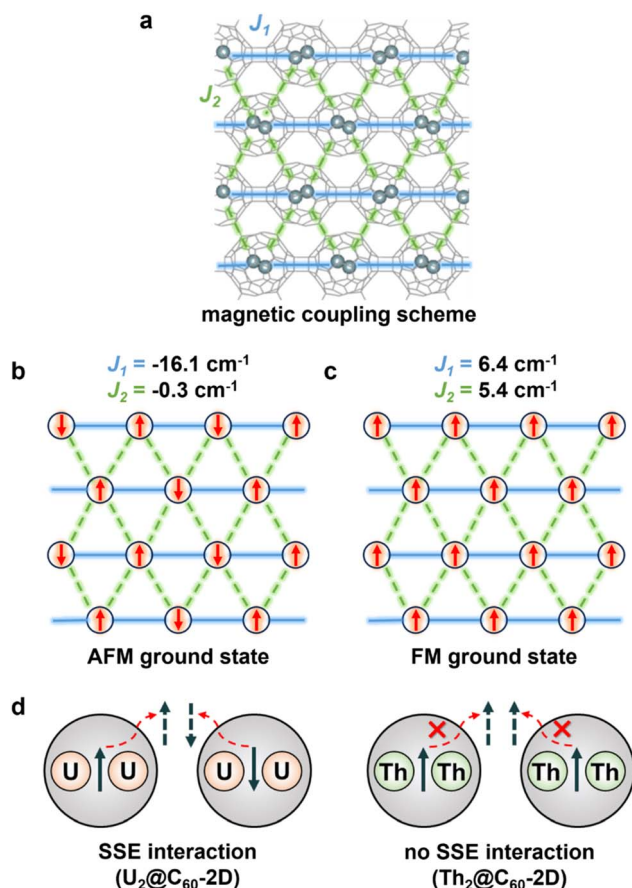 a
J₁
J₂
magnetic coupling scheme
b
J₁ = -16.1 cm⁻¹
J₂ = -0.3 cm⁻¹
AFM ground state
c
J₁ = 6.4 cm⁻¹
J₂ = 5.4 cm⁻¹
FM ground state
d
U U U U
SSE interaction
(U₂@C₆₀-2D)
Th Th Th Th
no SSE interaction
(Th₂@C₆₀-2D)